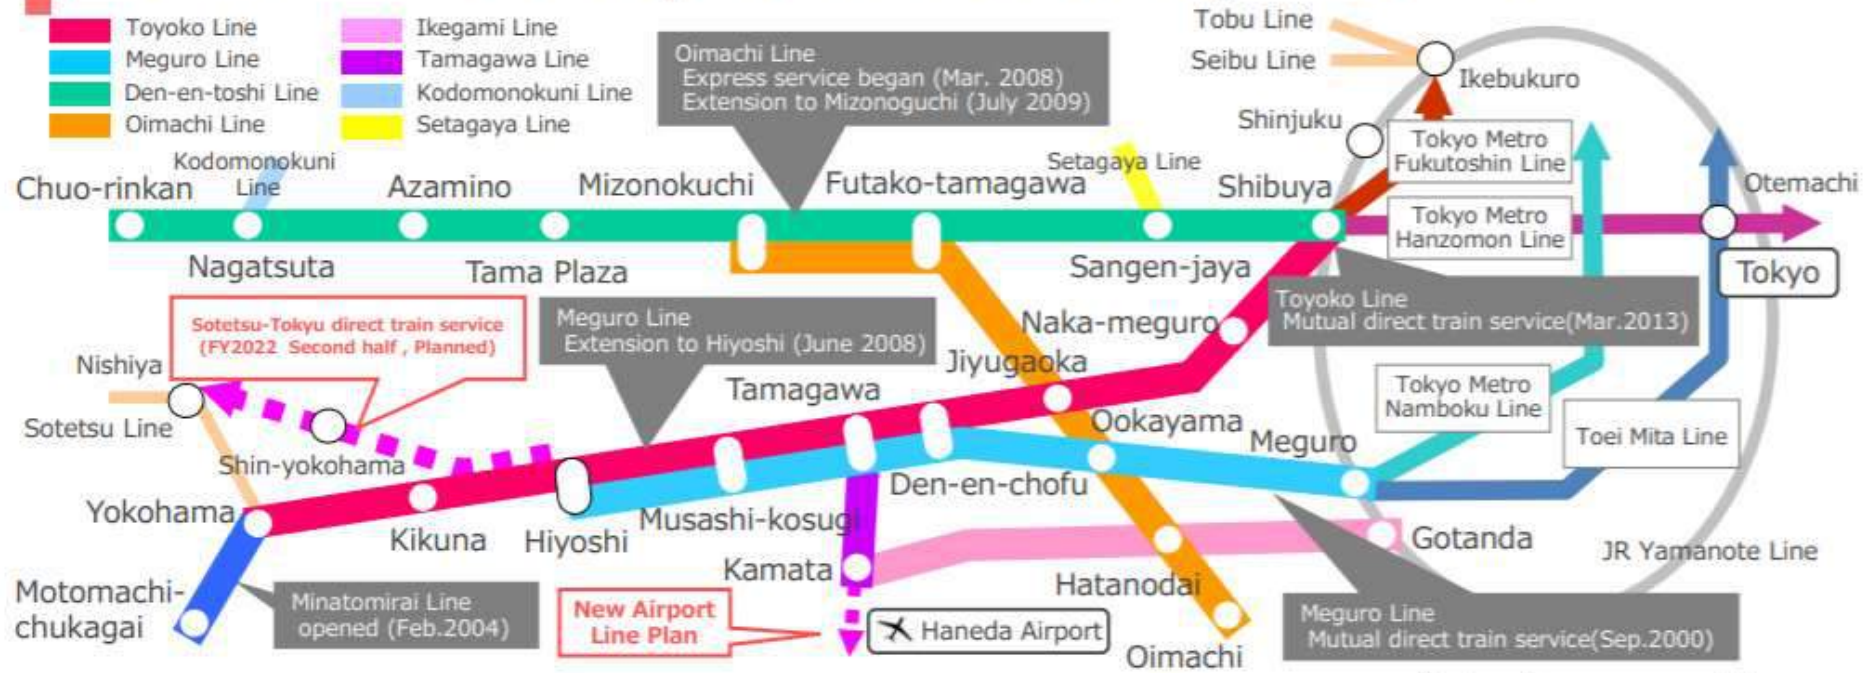 Toyoko Line
Meguro Line
Den-en-toshi Line
Oimachi Line
Ikegami Line
Tamagawa Line
Kodomonokuni Line
Setagaya Line
Oimachi Line
Express service began (Mar. 2008)
Extension to Mizonoguchi (July 2009)
Tobu Line
Seibu Line
Ikebukuro
Shinjuku
Tokyo Metro
Fukutoshin Line
Kodomonokuni
Line
Setagaya Line
Chuo-rinkan
Azamino
Mizonokuchi
Futako-tamagawa
Shibuya
Otemachi
Tokyo Metro
Hanzomon Line
Nagatsuta
Tama Plaza
Sangen-jaya
Tokyo
Sotetsu-Tokyu direct train service
(FY2022 Second half , Planned)
Meguro Line
Extension to Hiyoshi (June 2008)
Naka-meguro
Toyoko Line
Mutual direct train service(Mar.2013)
Nishiya
Jiyugaoka
Tamagawa
Tokyo Metro
Namboku Line
Sotetsu Line
Ookayama
Meguro
Toei Mita Line
Shin-yokohama
Den-en-chofu
Yokohama
Musashi-kosugi
Kikuna
Hiyoshi
Gotanda
JR Yamanote Line
Kamata
Hatanodai
Motomachi-
chukagai
Minatomirai Line
opened (Feb.2004)
New Airport
Line Plan
Haneda Airport
Oimachi
Meguro Line
Mutual direct train service(Sep.2000)